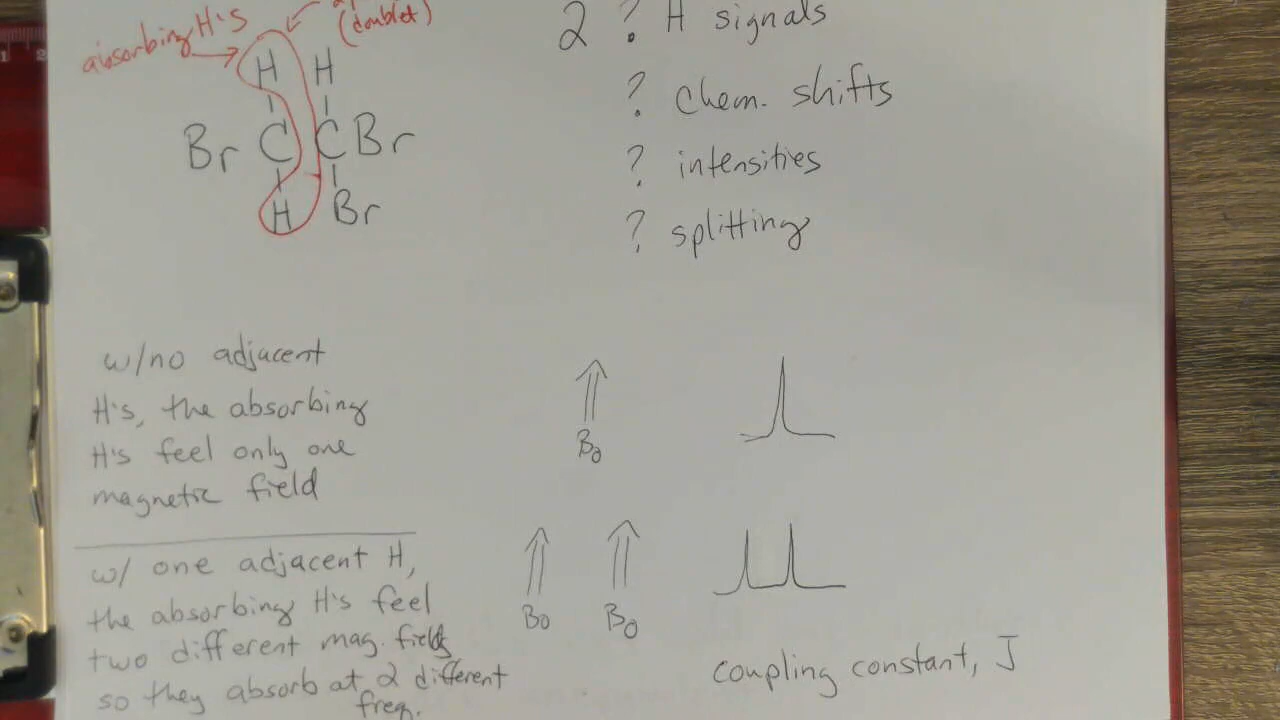 absorbing H's
(doublet)
H H
Br C C Br
H Br
2 ? H signals
? chem. shifts
? intensities
? splitting
w/no adjacent
H's, the absorbing
H's feel only one
magnetic field
B0
w/ one adjacent H,
the absorbing H's feel
two different mag. fields
so they absorb at 2 different
freq.
B0 B0
coupling constant, J
1 2